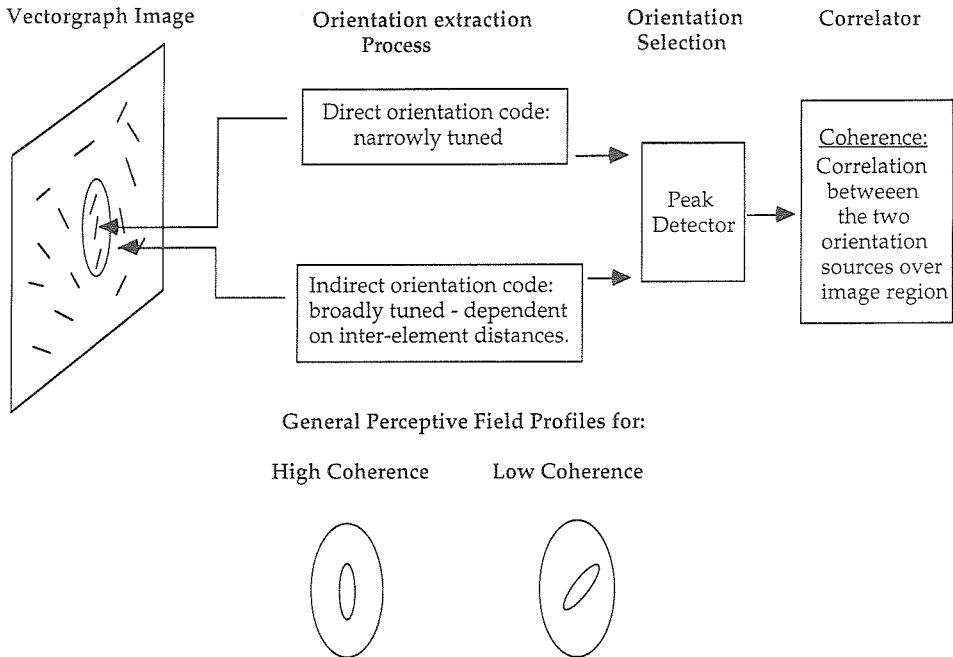 Vectorgraph Image
Orientation extraction
Process
Orientation
Selection
Correlator
Direct orientation code:
narrowly tuned
Indirect orientation code:
broadly tuned - dependent
on inter-element distances.
Peak
Detector
Coherence:
Correlation
betweeen
the two
orientation
sources over
image region
General Perceptive Field Profiles for:
High Coherence
Low Coherence